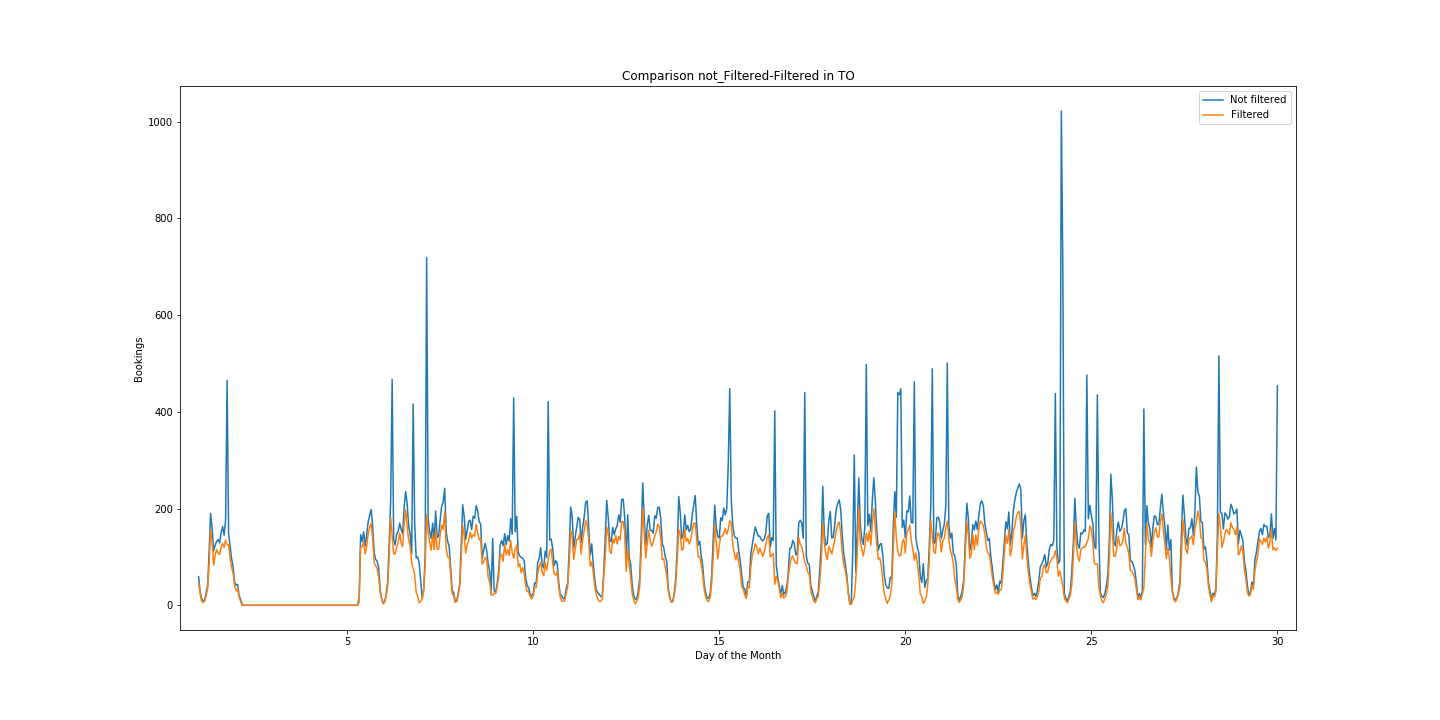 Comparison not_Filtered-Filtered in TO
Not filtered
Filtered
1000
800
600
400
200
0
Bookings
5 10 15 20 25 30
Day of the Month